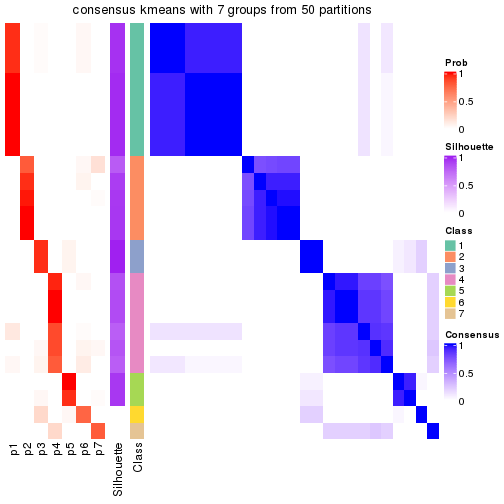 consensus kmeans with 7 groups from 50 partitions
Prob
1
0.5
0
Silhouette
1
0.5
0
Class
1
2
3
4
5
6
7
Consensus
1
0.5
0
p1
p2
p3
p4
p5
p6
p7
Silhouette
Class